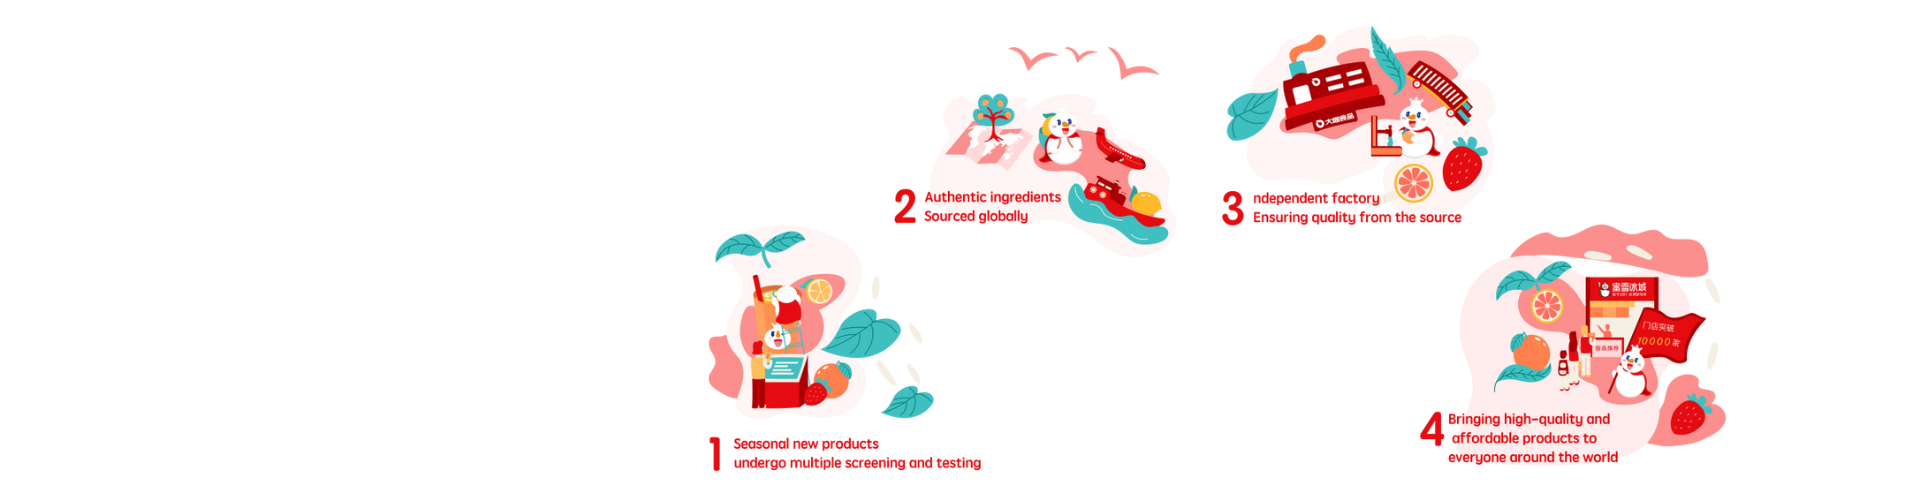 1
Seasonal new products
undergo multiple screening and testing
2
Authentic ingredients
Sourced globally
3
ndependent factory
Ensuring quality from the source
大咖食品
4
Bringing high-quality and
affordable products to
everyone around the world
蜜雪冰城
门店突破
10000家